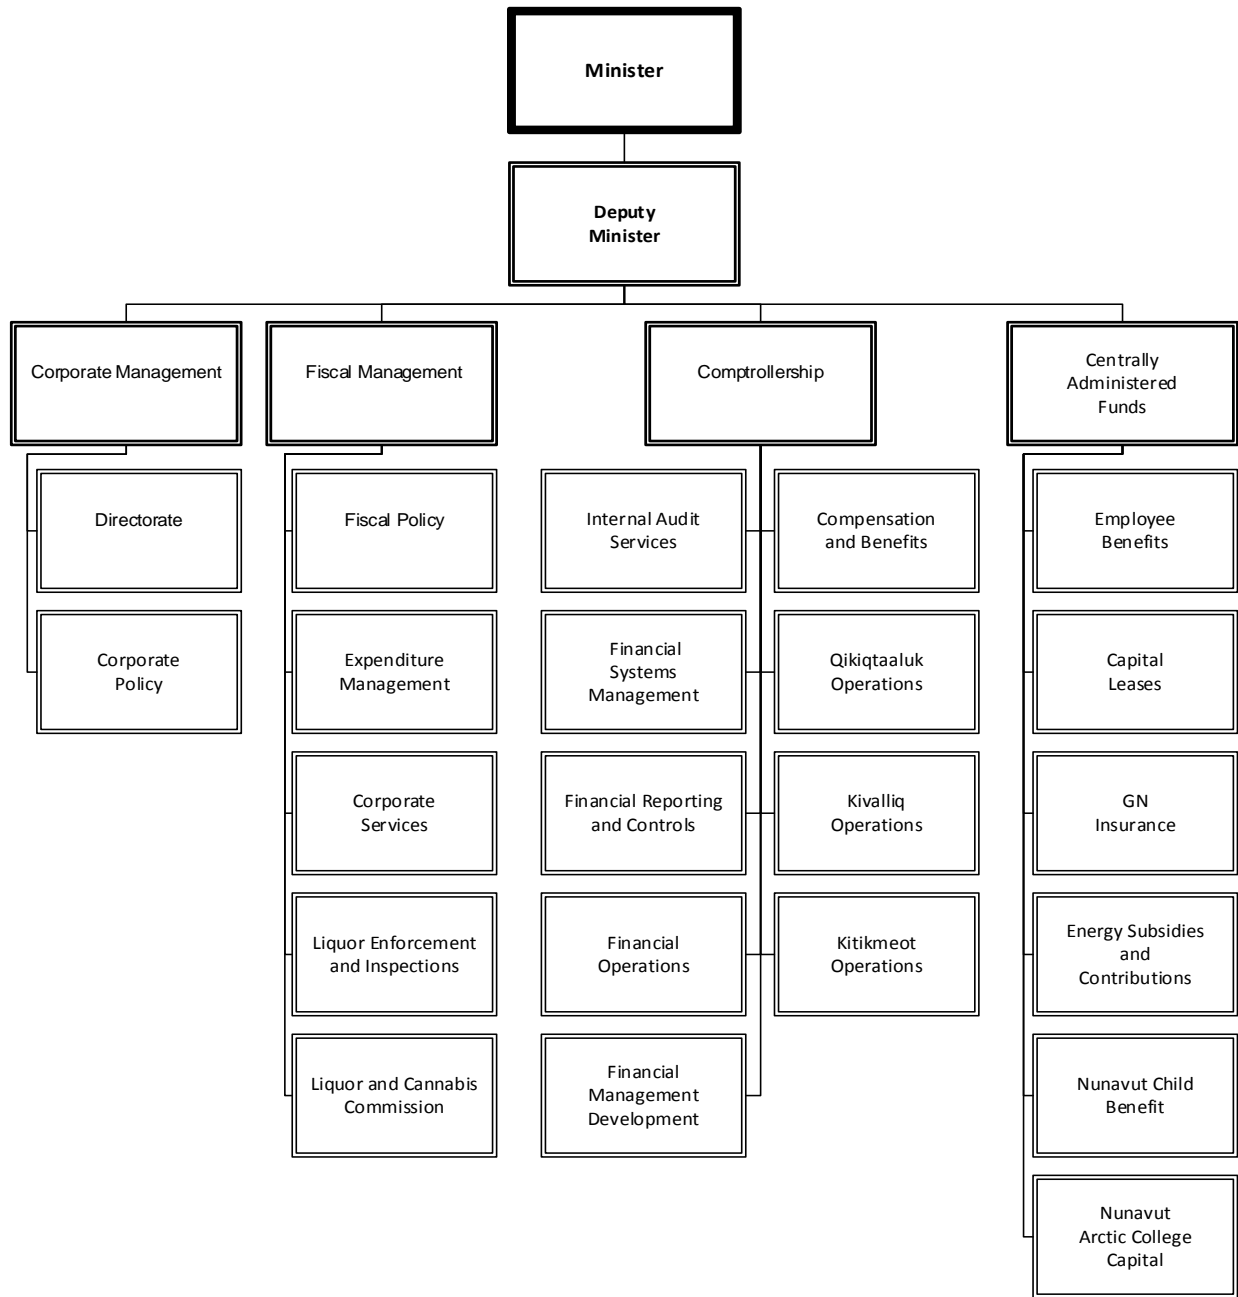 Minister
Deputy
Minister
Corporate Management
Fiscal Management
Comptrollership
Centrally
Administered
Funds
Directorate
Corporate
Policy
Fiscal Policy
Expenditure
Management
Corporate
Services
Liquor Enforcement
and Inspections
Liquor and Cannabis
Commission
Internal Audit
Services
Financial
Systems
Management
Financial Reporting
and Controls
Financial
Operations
Financial
Management
Development
Compensation
and Benefits
Qikiqtaaluk
Operations
Kivalliq
Operations
Kitikmeot
Operations
Employee
Benefits
Capital
Leases
GN
Insurance
Energy Subsidies
and
Contributions
Nunavut Child
Benefit
Nunavut
Arctic College
Capital